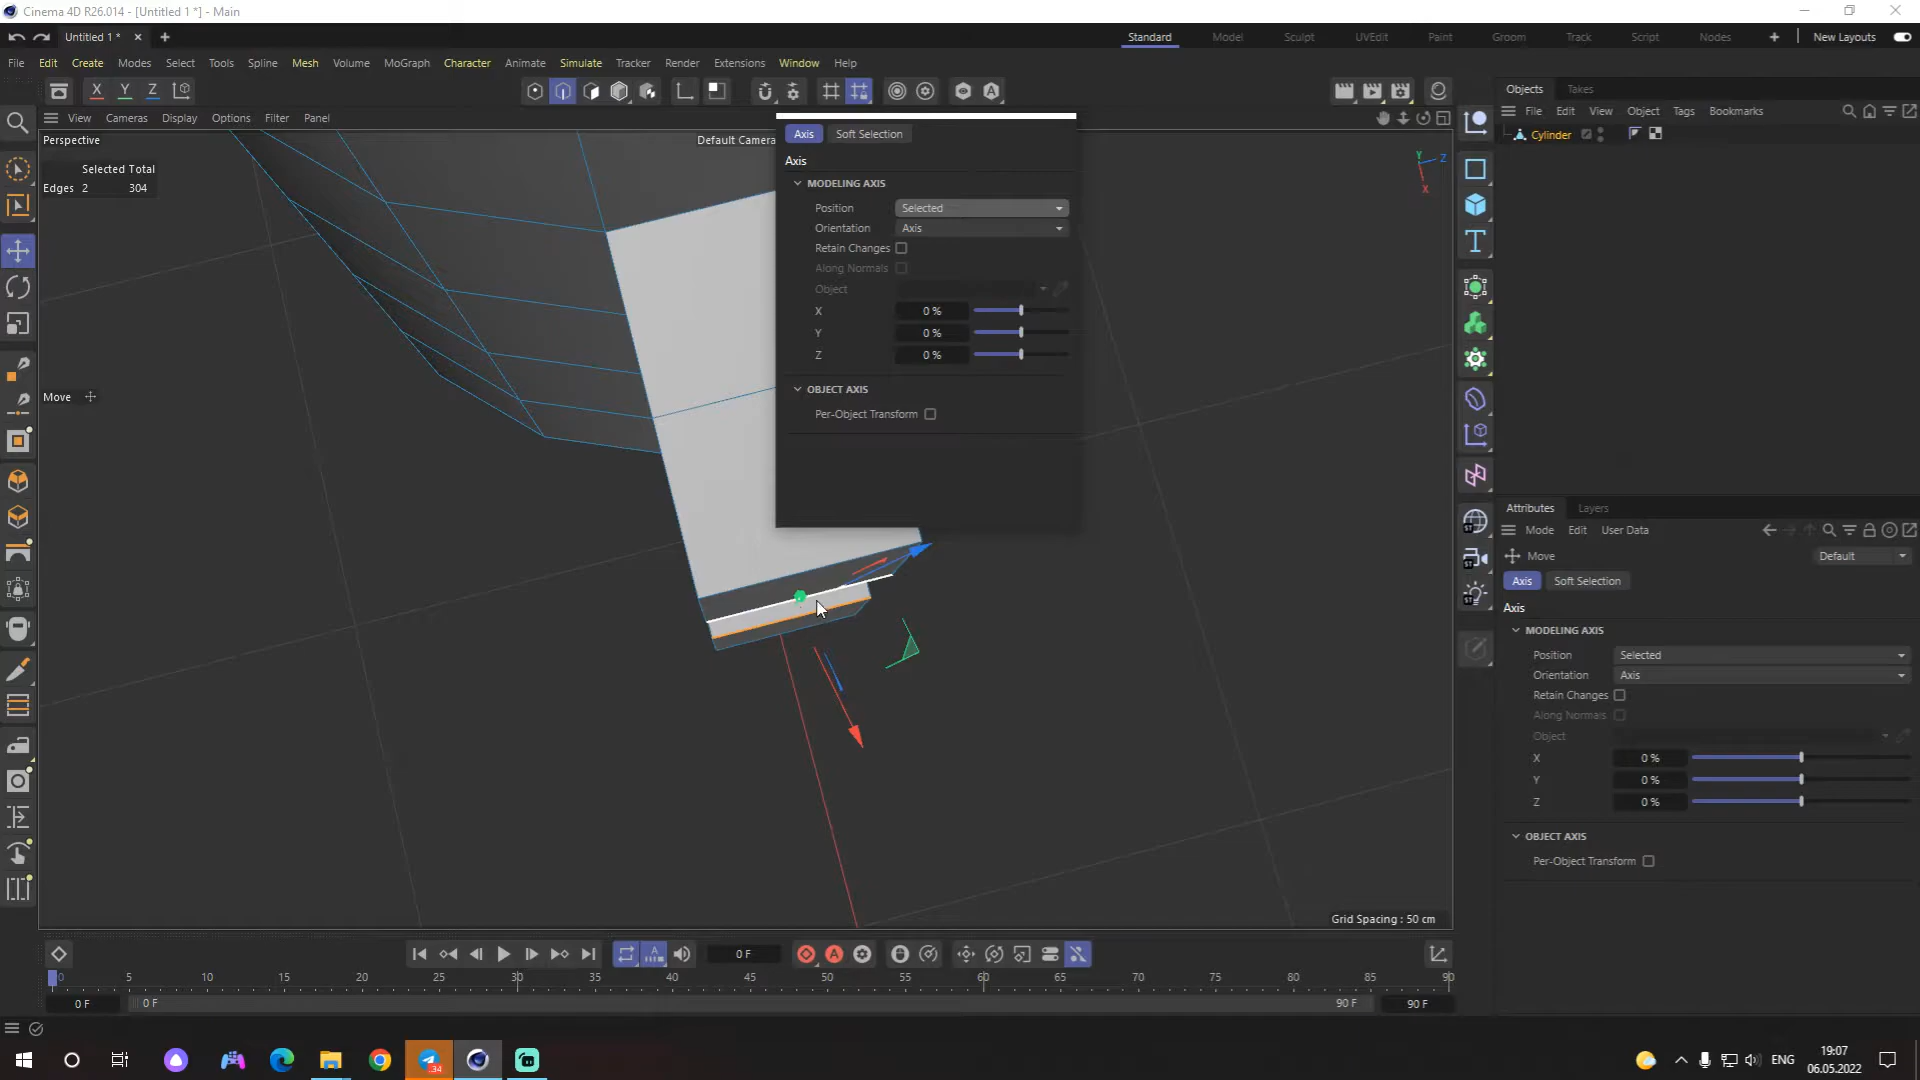 Cinema 4D R26.014 - [Untitled 1 *] - Main
Untitled 1 *
Standard Model Sculpt UVEdit Paint Groom Track Script Nodes New Layouts
File Edit Create Modes Select Tools Spline Mesh Volume MoGraph Character Animate Simulate Tracker Render Extensions Window Help
X Y Z
View Cameras Display Options Filter Panel
Perspective
Default Camera
Selected Total
Edges 2 304
Move
Axis Soft Selection
Axis
MODELING AXIS
Position Selected
Orientation Axis
Retain Changes
Along Normals
Object
X 0 %
Y 0 %
Z 0 %
OBJECT AXIS
Per-Object Transform
Y Z
X
Grid Spacing : 50 cm
Objects Takes
File Edit View Object Tags Bookmarks
Cylinder
Attributes Layers
Mode Edit User Data
Move Default
Axis Soft Selection
Axis
MODELING AXIS
Position Selected
Orientation Axis
Retain Changes
Along Normals
Object
X 0 %
Y 0 %
Z 0 %
OBJECT AXIS
Per-Object Transform
0 F
0 5 10 15 20 25 30 35 40 45 50 55 60 65 70 75 80 85 90
0 F 0 F 90 F 90 F
34
ENG
19:07
06.05.2022